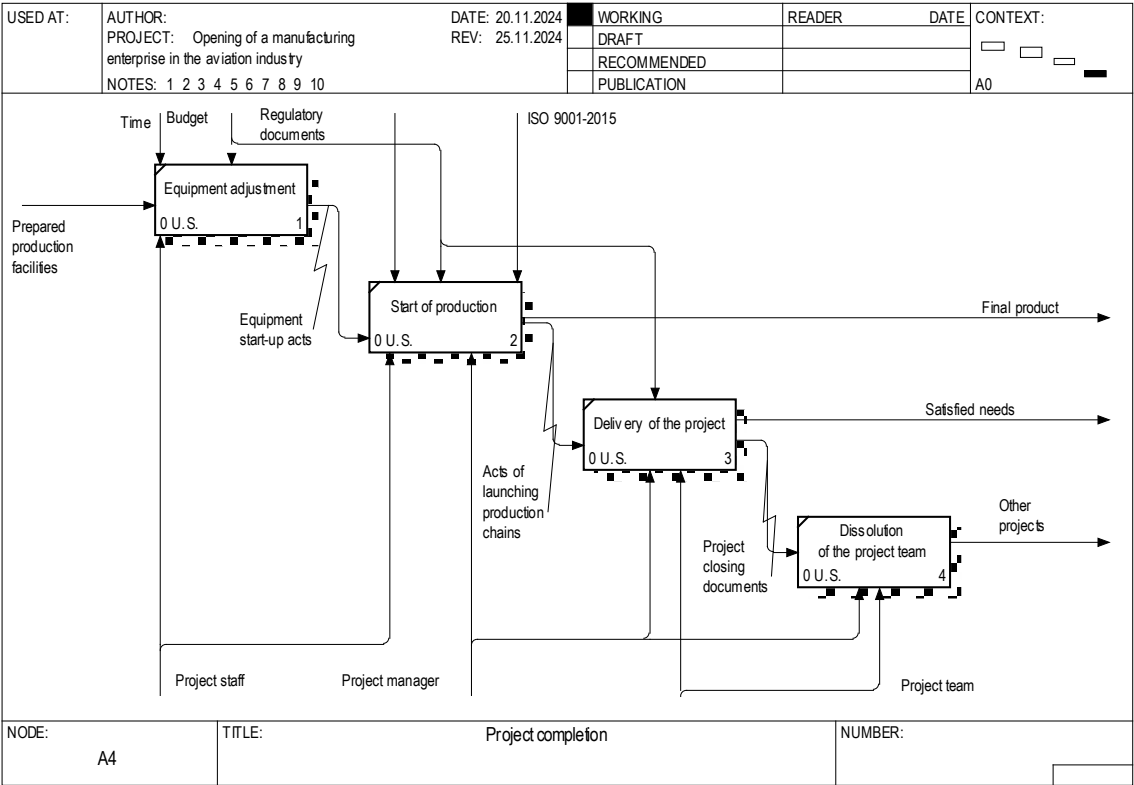 USED AT:
AUTHOR:
DATE: 20.11.2024
PROJECT: Opening of a manufacturing
REV: 25.11.2024
enterprise in the aviation industry
NOTES: 1 2 3 4 5 6 7 8 9 10
WORKING
DRAFT
RECOMMENDED
PUBLICATION
READER DATE
CONTEXT:
A0
Time
Budget
Regulatory
documents
ISO 9001-2015
Equipment adjustment
0 U.S. 1
Prepared
production
facilities
Start of production
0 U.S. 2
Equipment
start-up acts
Final product
Delivery of the project
0 U.S. 3
Satisfied needs
Acts of
launching
production
chains
Dissolution
of the project team
0 U.S. 4
Other
projects
Project
closing
documents
Project staff
Project manager
Project team
NODE:
A4
TITLE:
Project completion
NUMBER: